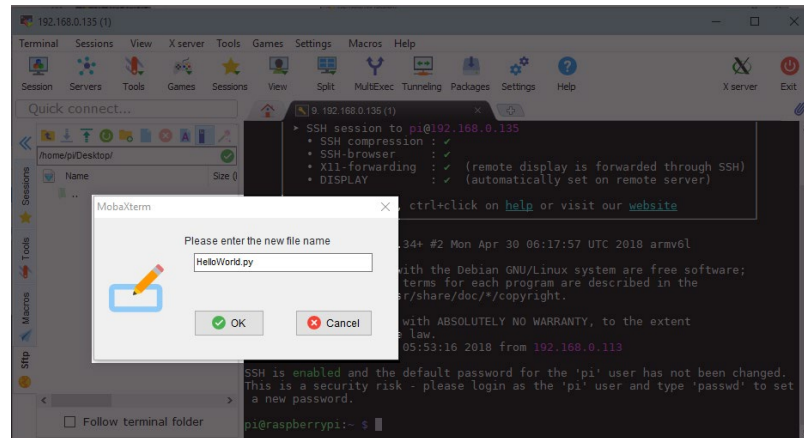 192.168.0.135 (1)
Terminal Sessions View X server Tools Games Settings Macros Help
Session Servers Tools Games Sessions View Split MultiExec Tunneling Packages Settings Help X server Exit
Quick connect...
9. 192.168.0.135 (1)
/home/pi/Desktop/
Name Size (
..
Sessions
Tools
Macros
Sftp
▸ SSH session to pi@192.168.0.135
• SSH compression : ✓
• SSH-browser : ✓
• X11-forwarding : ✓ (remote display is forwarded through SSH)
• DISPLAY : ✓ (automatically set on remote server)
, ctrl+click on help or visit our website
MobaXterm
Please enter the new file name
HelloWorld.py
OK Cancel
.34+ #2 Mon Apr 30 06:17:57 UTC 2018 armv6l
with the Debian GNU/Linux system are free software;
terms for each program are described in the
sr/share/doc/*/copyright.
with ABSOLUTELY NO WARRANTY, to the extent
e law.
05:53:16 2018 from 192.168.0.113
SSH is enabled and the default password for the 'pi' user has not been changed.
This is a security risk - please login as the 'pi' user and type 'passwd' to set
a new password.
pi@raspberrypi:~ $
Follow terminal folder